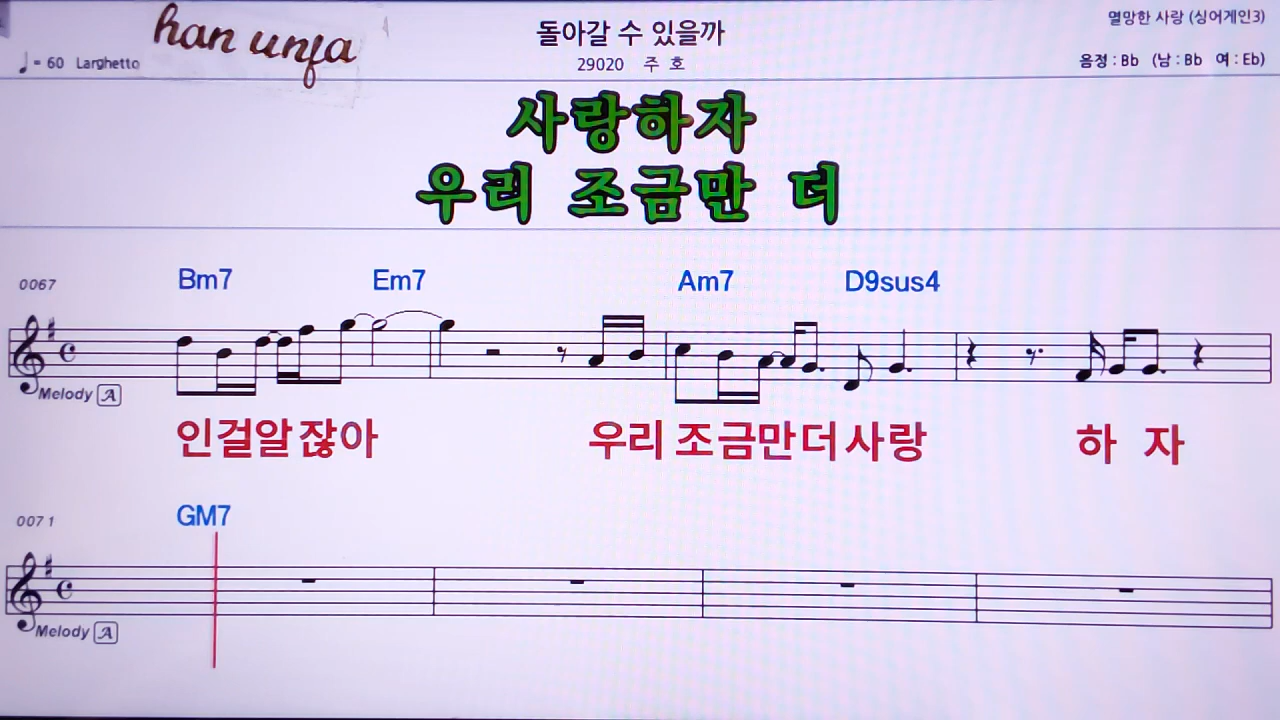 han unfa
돌아갈 수 있을까
열망한 사랑 (싱어게인3)
♩ = 60 Larghetto
29020 주 호
음정 : Bb (남 : Bb 여 : Eb)
사랑하자
우리 조금만 더
0067
Bm7 Em7 Am7 D9sus4
Melody A
인걸알잖아 우리 조금만더사랑 하 자
0071
GM7
Melody A